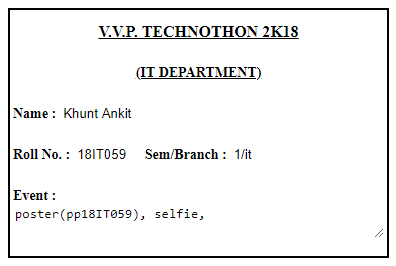 V.V.P. TECHNOTHON 2K18
(IT DEPARTMENT)
Name : Khunt Ankit
Roll No. : 18IT059 Sem/Branch : 1/it
Event :
poster(pp18IT059), selfie,